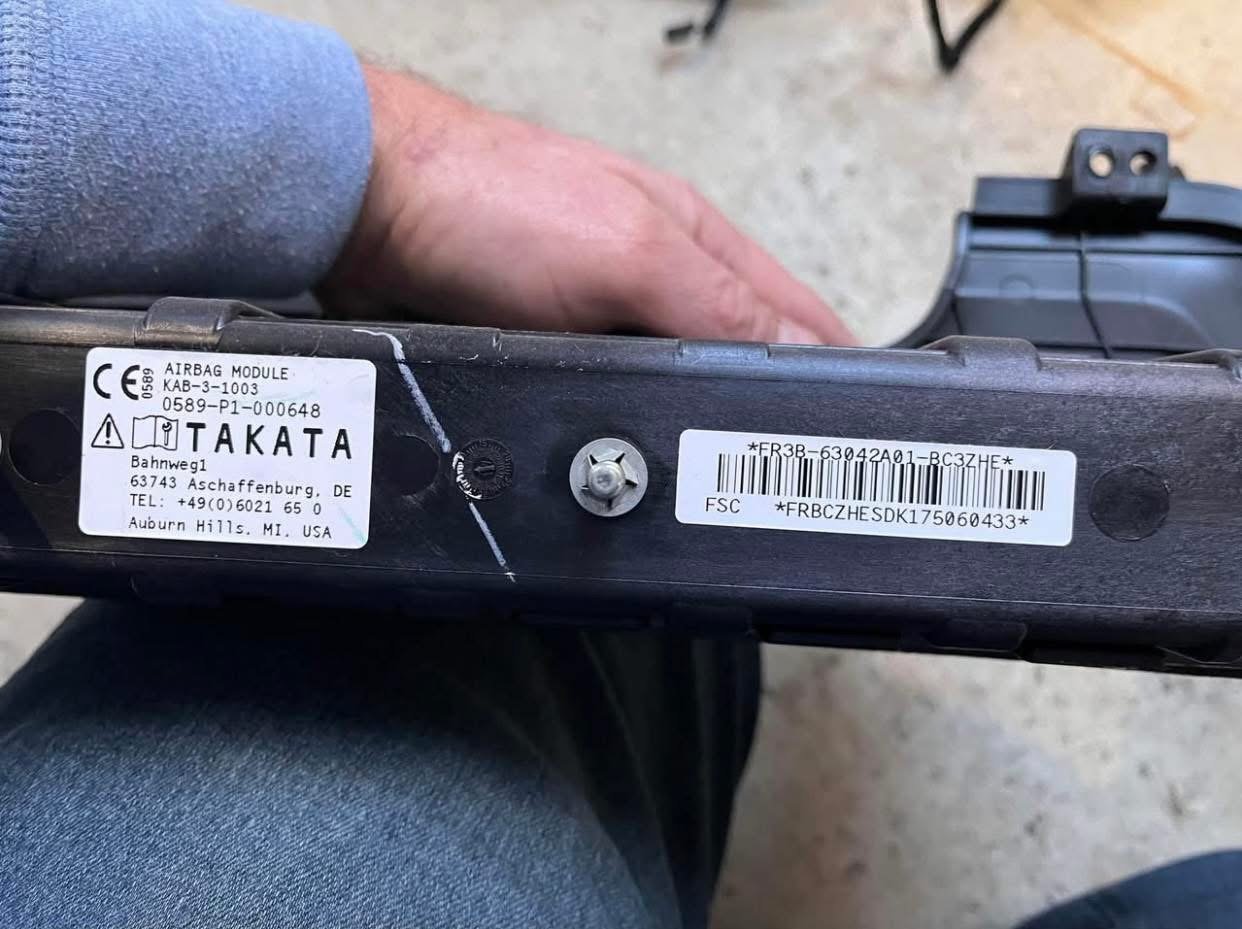 CE 0589
AIRBAG MODULE
KAB-3-1003
0589-P1-000648
TAKATA
Bahnweg1
63743 Aschaffenburg, DE
TEL: +49(0)6021 65 0
Auburn Hills, MI, USA
*FR3B-63042A01-BC3ZHE*
FSC *FRBCZHESDK175060433*